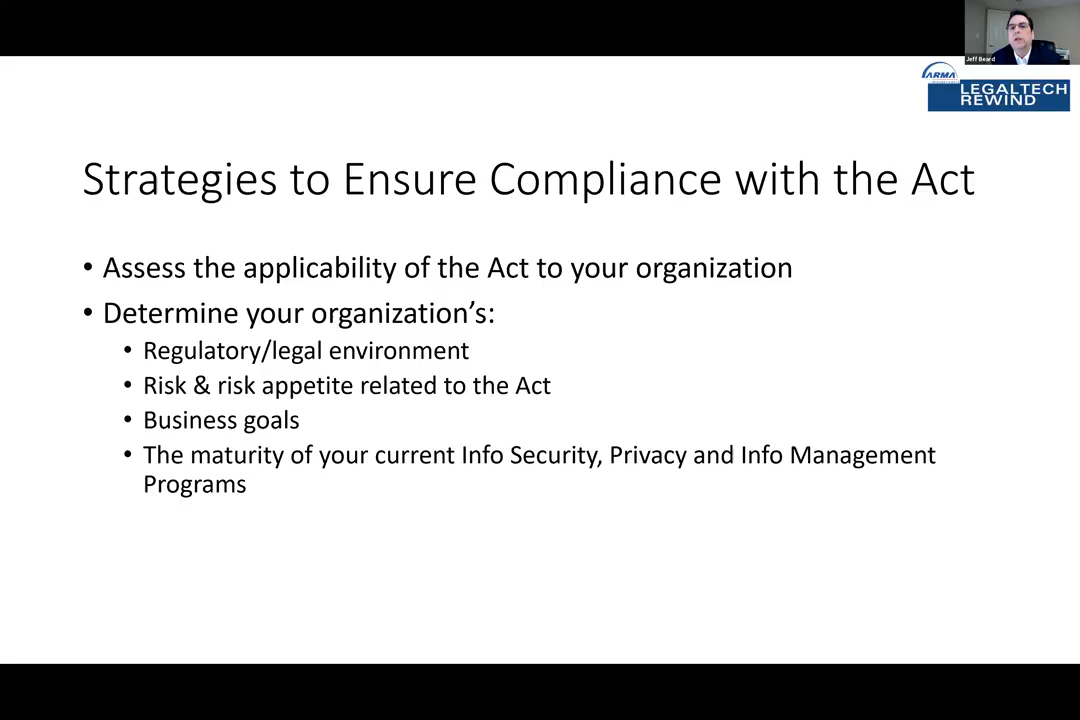 Jeff Beard
ARMA
LEGALTECH
REWIND
Strategies to Ensure Compliance with the Act
• Assess the applicability of the Act to your organization
• Determine your organization’s:
• Regulatory/legal environment
• Risk & risk appetite related to the Act
• Business goals
• The maturity of your current Info Security, Privacy and Info Management
Programs